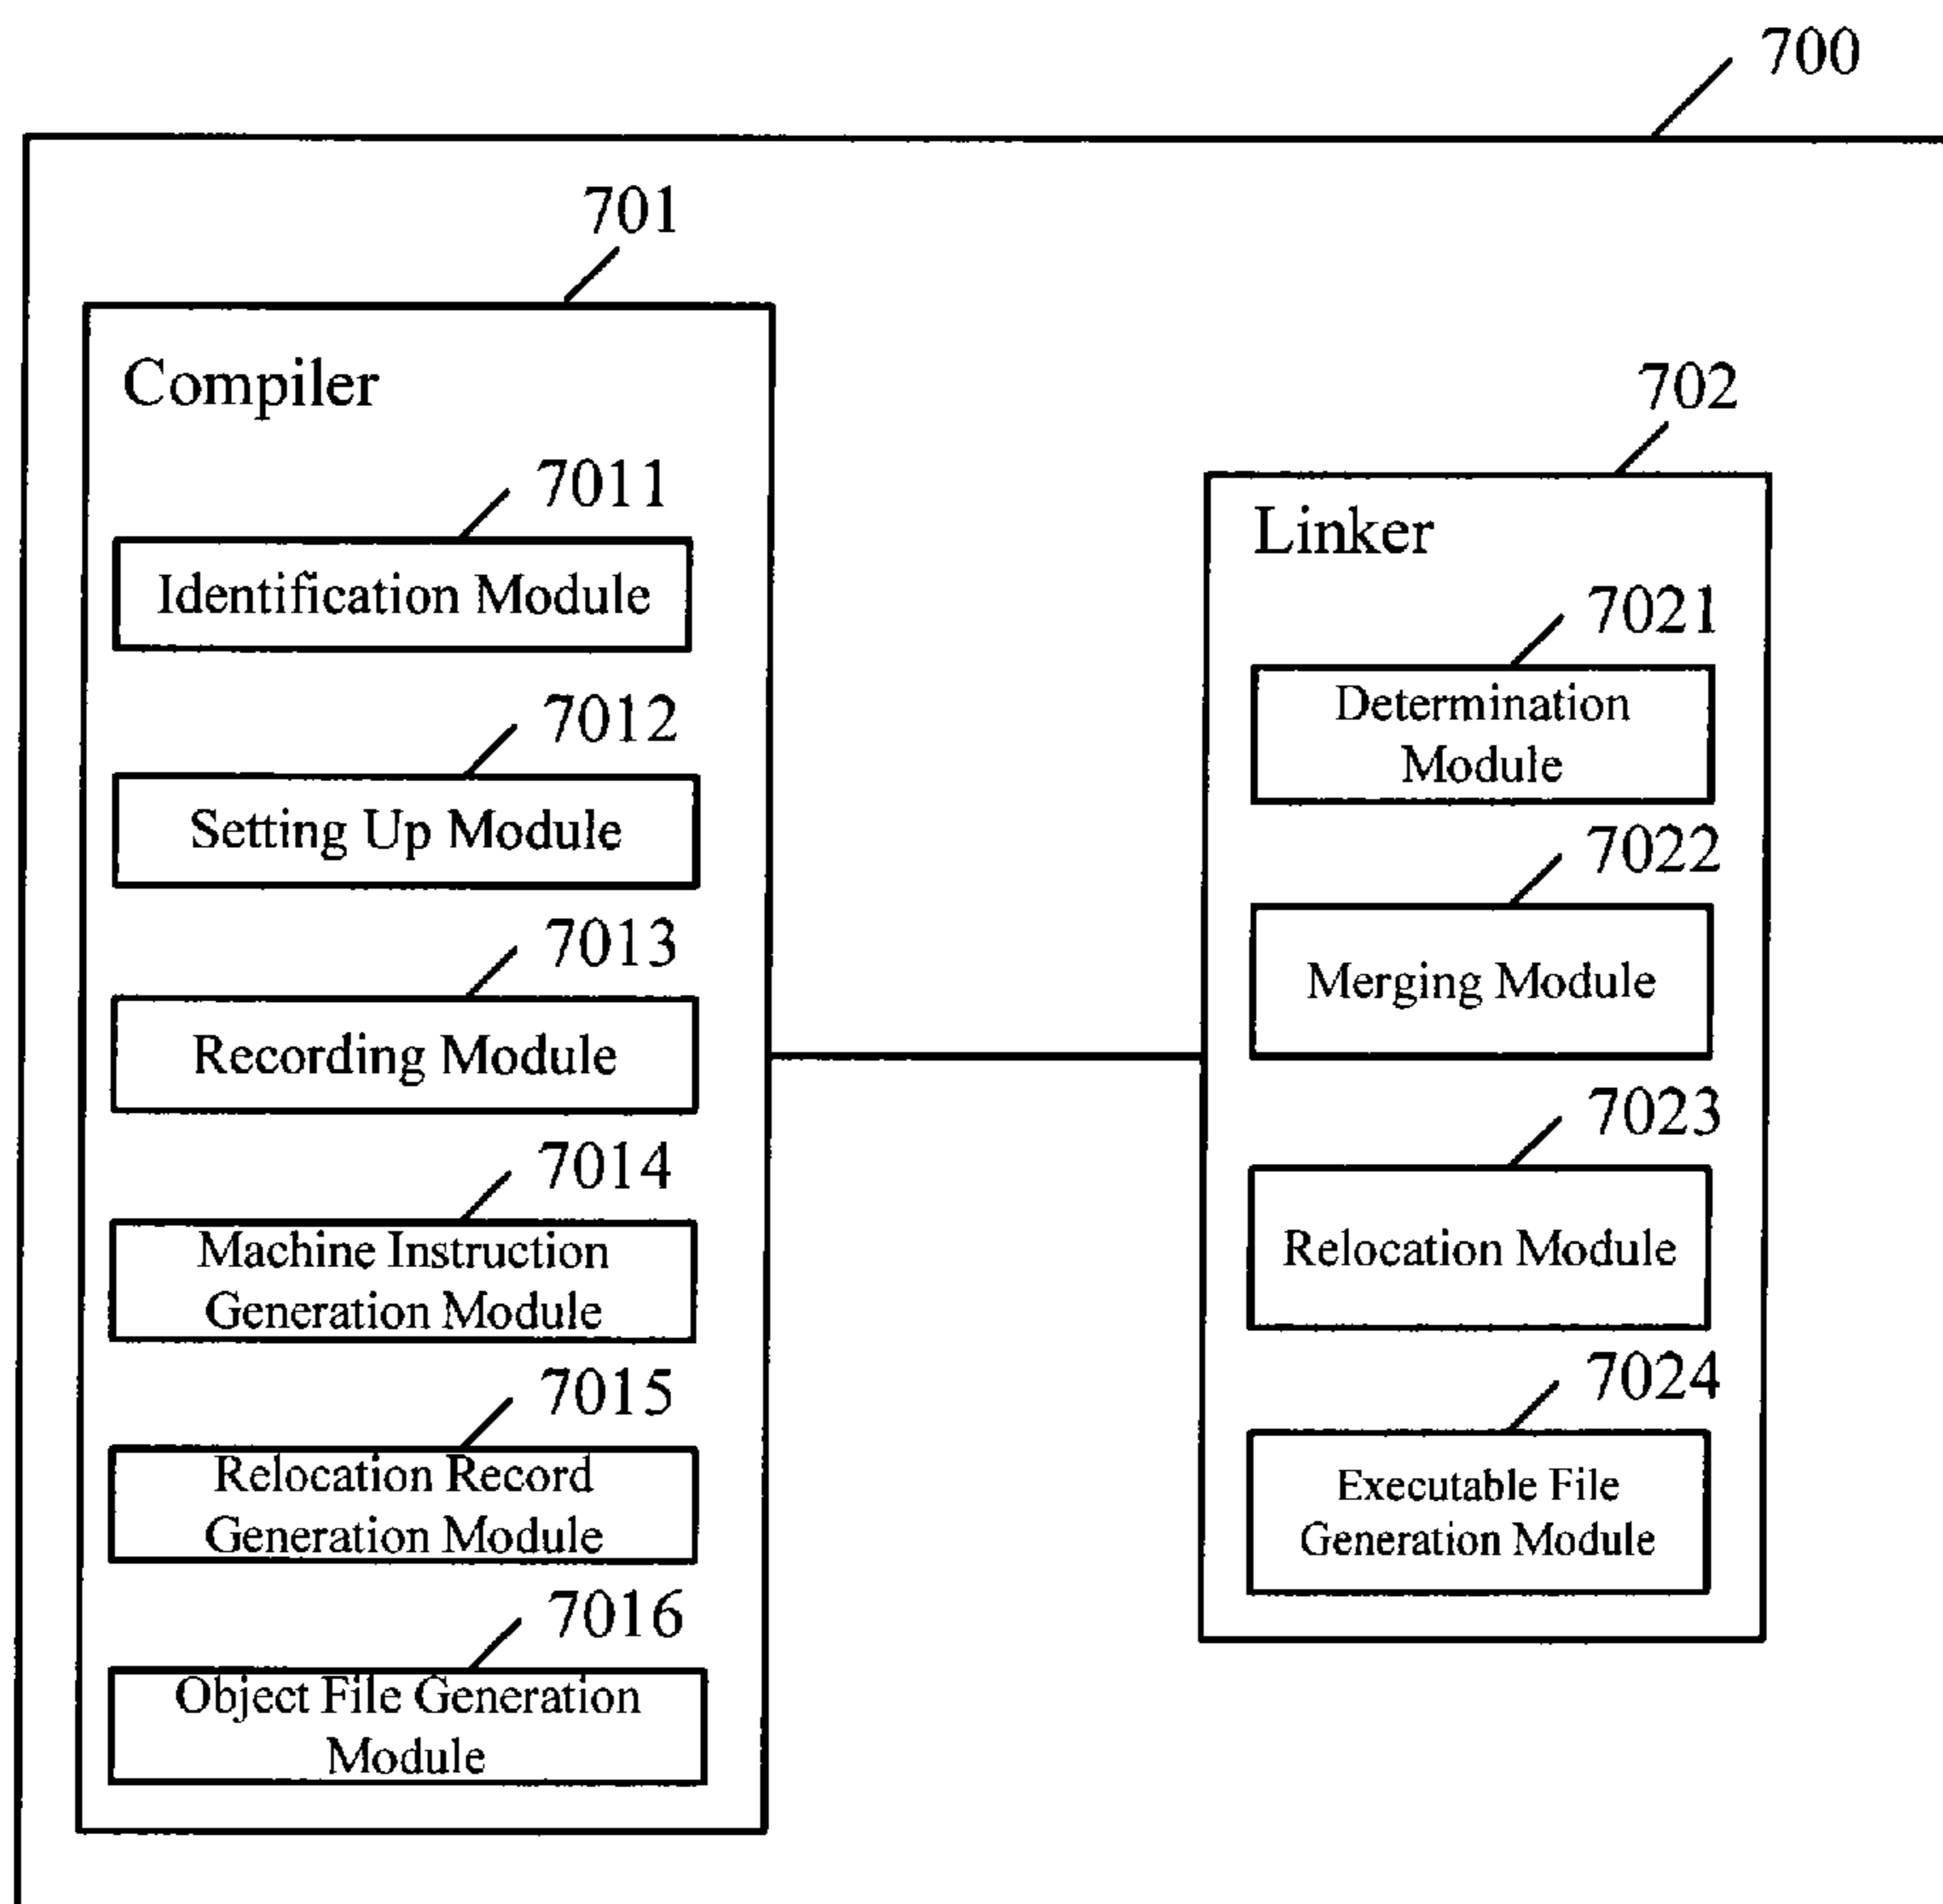 700
701
Compiler
7011
Identification Module
7012
Setting Up Module
7013
Recording Module
7014
Machine Instruction
Generation Module
7015
Relocation Record
Generation Module
7016
Object File Generation
Module
702
Linker
7021
Determination
Module
7022
Merging Module
7023
Relocation Module
7024
Executable File
Generation Module